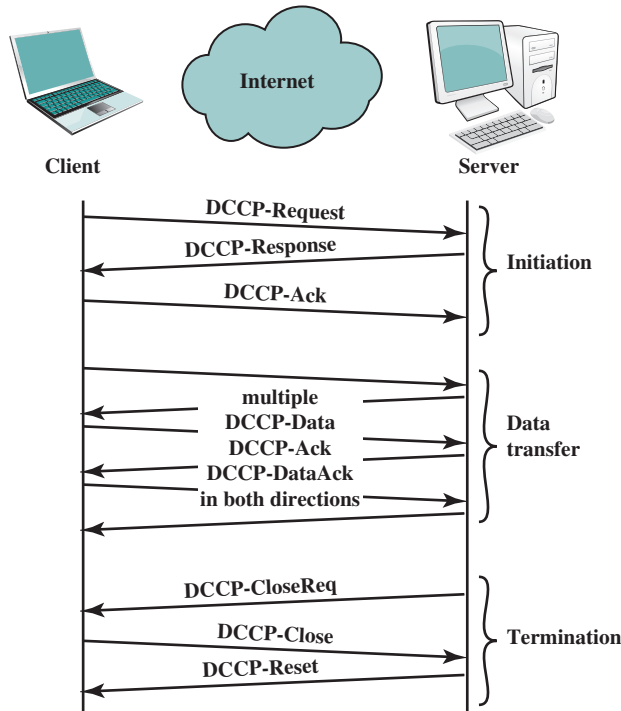 Internet
Client
Server
DCCP-Request
DCCP-Response
DCCP-Ack
Initiation
multiple
DCCP-Data
DCCP-Ack
DCCP-DataAck
in both directions
Data
transfer
DCCP-CloseReq
DCCP-Close
DCCP-Reset
Termination